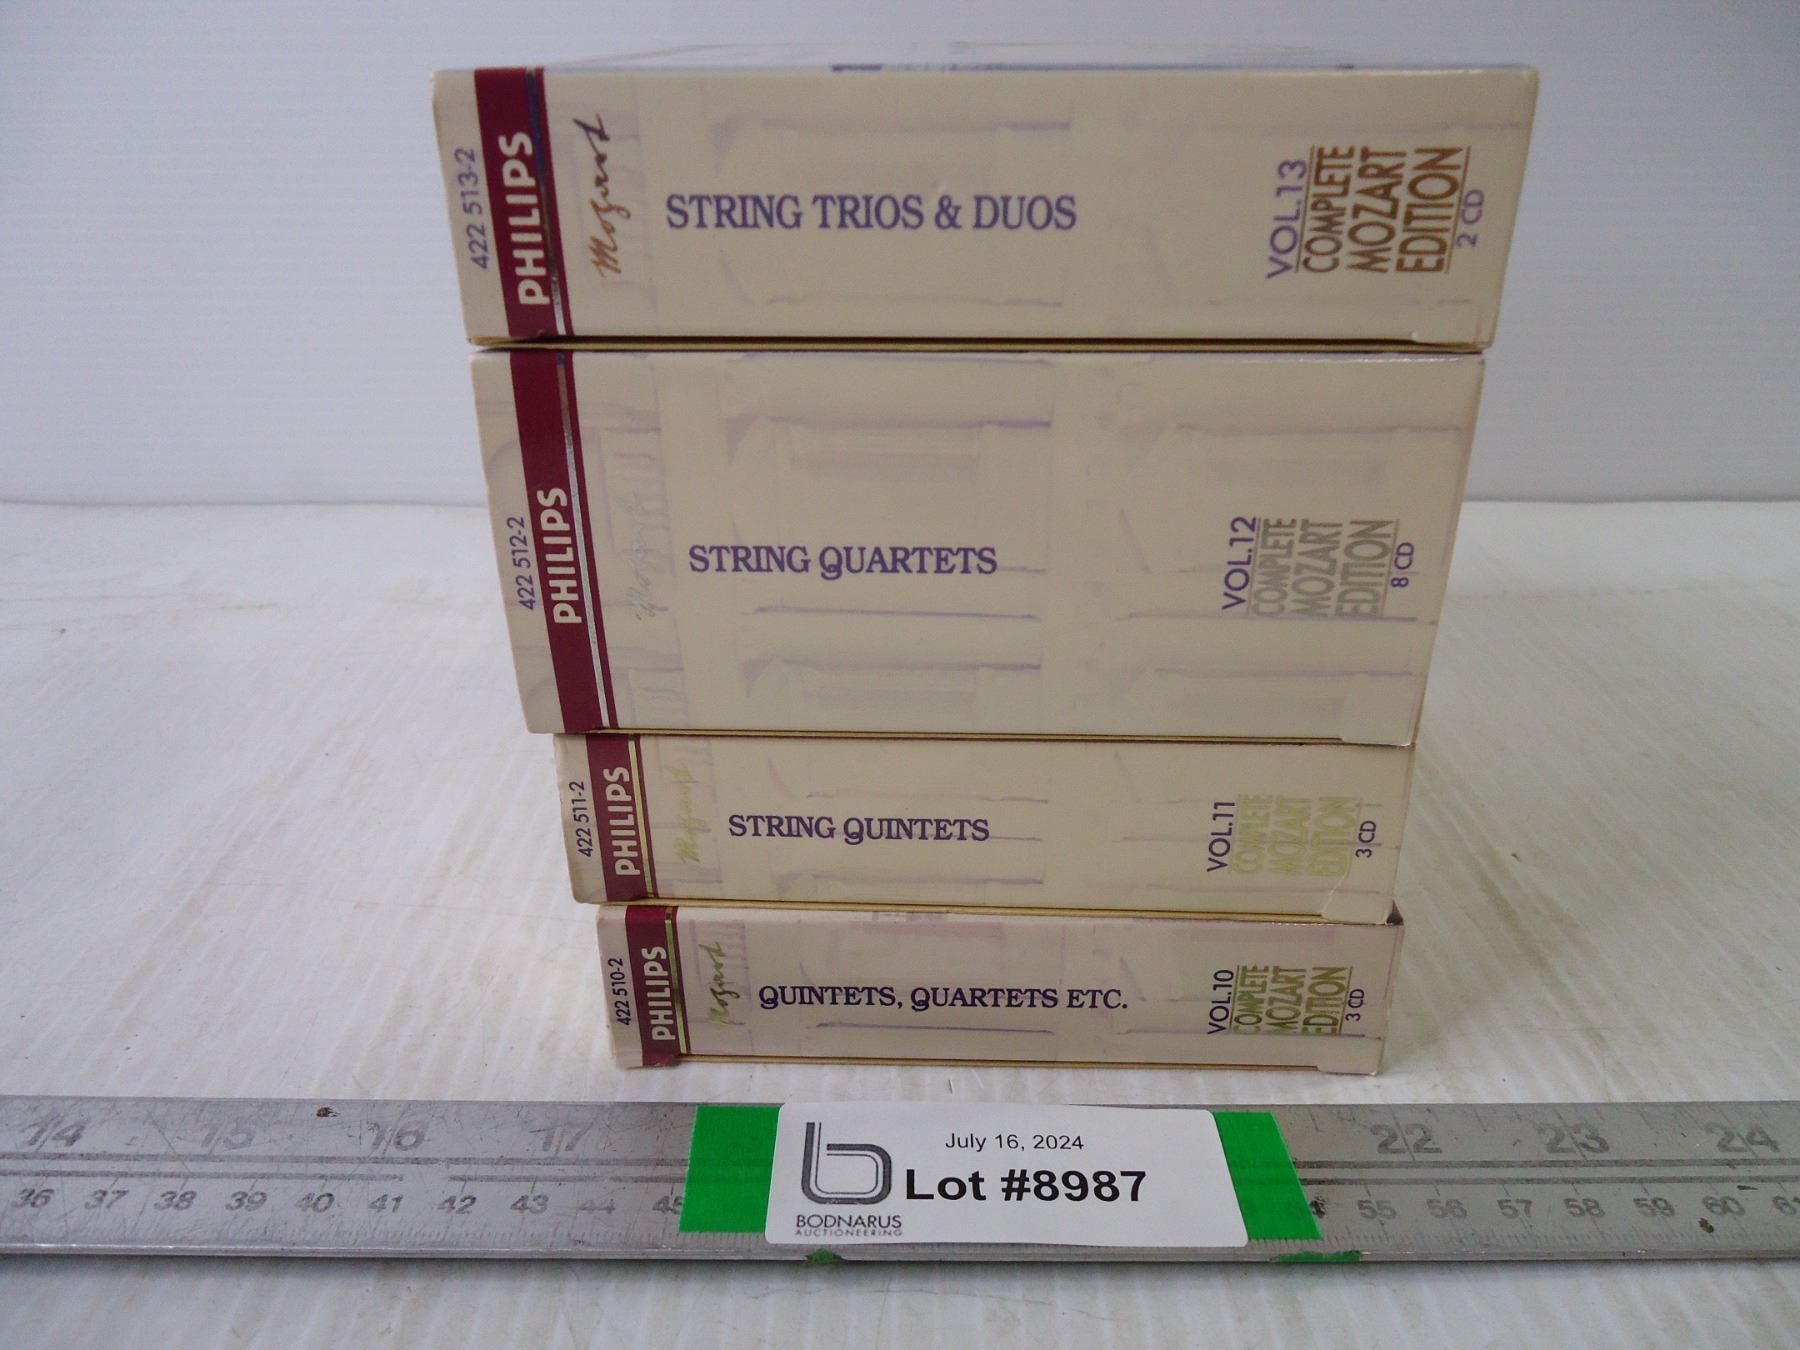 422 513-2
PHILIPS
Mozart
STRING TRIOS & DUOS
VOL.13
COMPLETE
MOZART
EDITION
2 CD
422 512-2
PHILIPS
Mozart
STRING QUARTETS
VOL.12
COMPLETE
MOZART
EDITION
8 CD
422 511-2
PHILIPS
Mozart
STRING QUINTETS
VOL.11
COMPLETE
MOZART
EDITION
3 CD
422 510-2
PHILIPS
Mozart
QUINTETS, QUARTETS ETC.
VOL.10
COMPLETE
MOZART
EDITION
3 CD
14 15 16 17 22 23 24
36 37 38 39 40 41 42 43 44 45 55 56 57 58 59 60
July 16, 2024
Lot #8987
BODNARUS
AUCTIONEERING